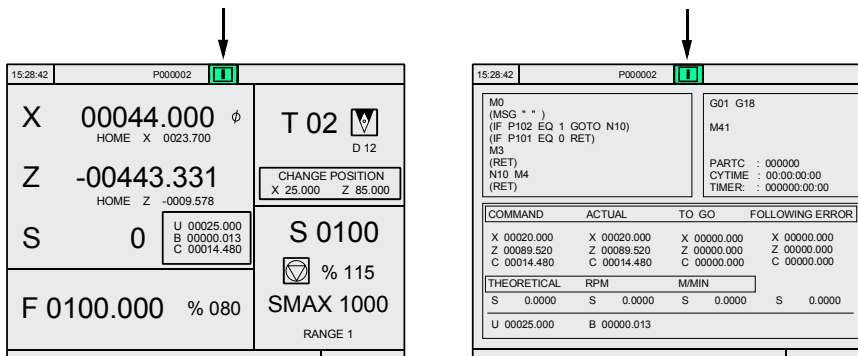 15:28:42 P000002
X 00044.000 ϕ
HOME X 0023.700
Z -00443.331
HOME Z -0009.578
S 0
U 00025.000
B 00000.013
C 00014.480
F 0100.000 % 080
T 02
D 12
CHANGE POSITION
X 25.000 Z 85.000
S 0100
% 115
SMAX 1000
RANGE 1
15:28:42 P000002
M0
(MSG " " )
(IF P102 EQ 1 GOTO N10)
(IF P101 EQ 0 RET)
M3
(RET)
N10 M4
(RET)
G01 G18
M41
PARTC : 000000
CYTIME : 00:00:00:00
TIMER: : 000000:00:00
COMMAND ACTUAL TO GO FOLLOWING ERROR
X 00020.000 X 00020.000 X 00000.000 X 00000.000
Z 00089.520 Z 00089.520 Z 00000.000 Z 00000.000
C 00014.480 C 00014.480 C 00000.000 C 00000.000
THEORETICAL RPM M/MIN
S 0.0000 S 0.0000 S 0.0000 S 0.0000
U 00025.000 B 00000.013